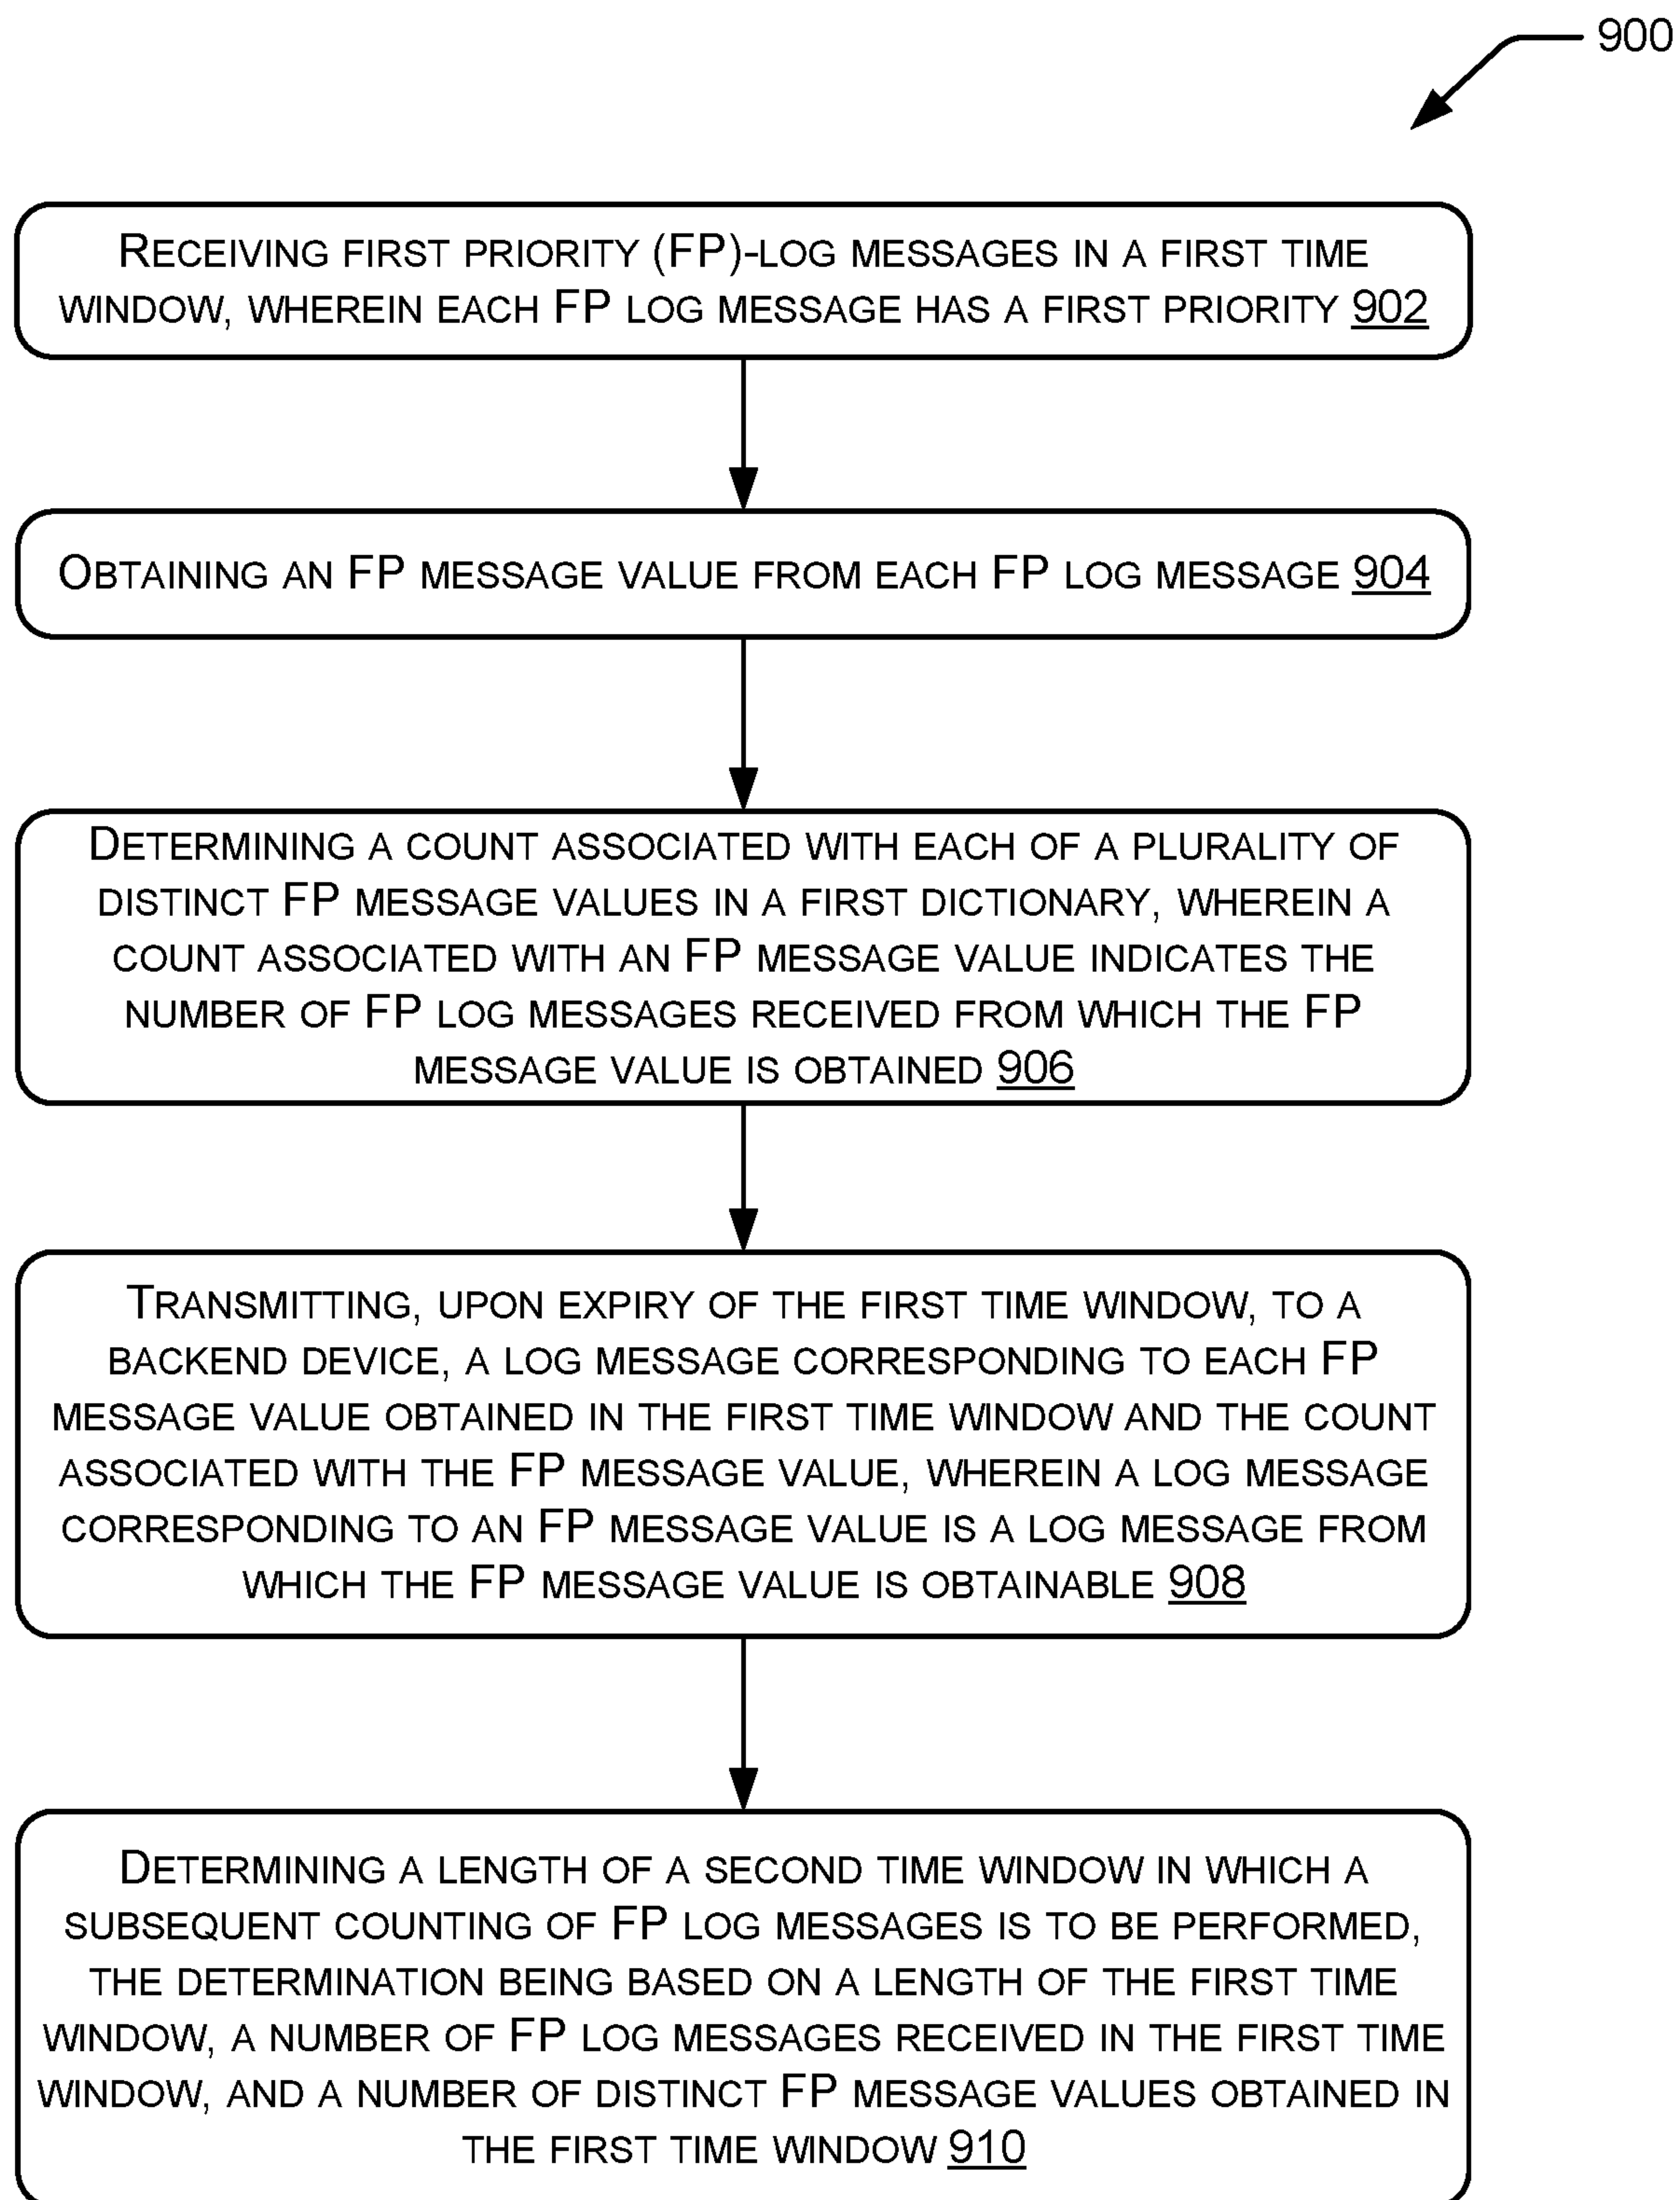 900
RECEIVING FIRST PRIORITY (FP)-LOG MESSAGES IN A FIRST TIME
WINDOW, WHEREIN EACH FP LOG MESSAGE HAS A FIRST PRIORITY 902
OBTAINING AN FP MESSAGE VALUE FROM EACH FP LOG MESSAGE 904
DETERMINING A COUNT ASSOCIATED WITH EACH OF A PLURALITY OF
DISTINCT FP MESSAGE VALUES IN A FIRST DICTIONARY, WHEREIN A
COUNT ASSOCIATED WITH AN FP MESSAGE VALUE INDICATES THE
NUMBER OF FP LOG MESSAGES RECEIVED FROM WHICH THE FP
MESSAGE VALUE IS OBTAINED 906
TRANSMITTING, UPON EXPIRY OF THE FIRST TIME WINDOW, TO A
BACKEND DEVICE, A LOG MESSAGE CORRESPONDING TO EACH FP
MESSAGE VALUE OBTAINED IN THE FIRST TIME WINDOW AND THE COUNT
ASSOCIATED WITH THE FP MESSAGE VALUE, WHEREIN A LOG MESSAGE
CORRESPONDING TO AN FP MESSAGE VALUE IS A LOG MESSAGE FROM
WHICH THE FP MESSAGE VALUE IS OBTAINABLE 908
DETERMINING A LENGTH OF A SECOND TIME WINDOW IN WHICH A
SUBSEQUENT COUNTING OF FP LOG MESSAGES IS TO BE PERFORMED,
THE DETERMINATION BEING BASED ON A LENGTH OF THE FIRST TIME
WINDOW, A NUMBER OF FP LOG MESSAGES RECEIVED IN THE FIRST TIME
WINDOW, AND A NUMBER OF DISTINCT FP MESSAGE VALUES OBTAINED IN
THE FIRST TIME WINDOW 910